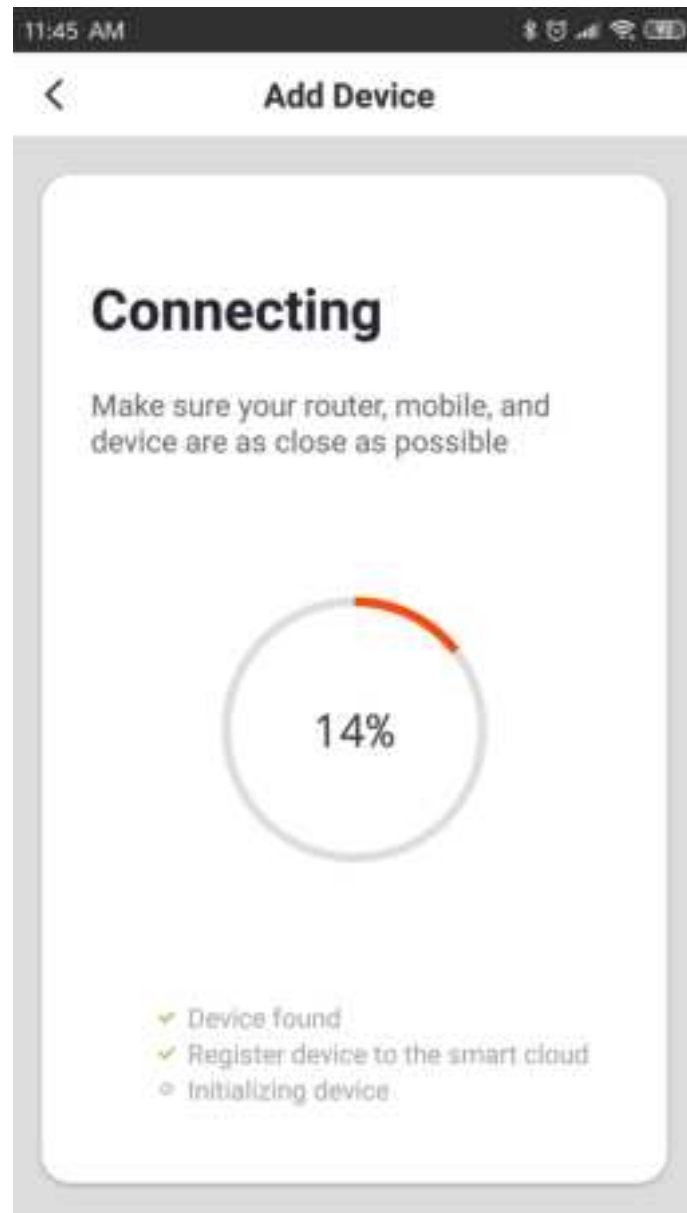 11:45 AM
Add Device
Connecting
Make sure your router, mobile, and
device are as close as possible
14%
Device found
Register device to the smart cloud
Initializing device